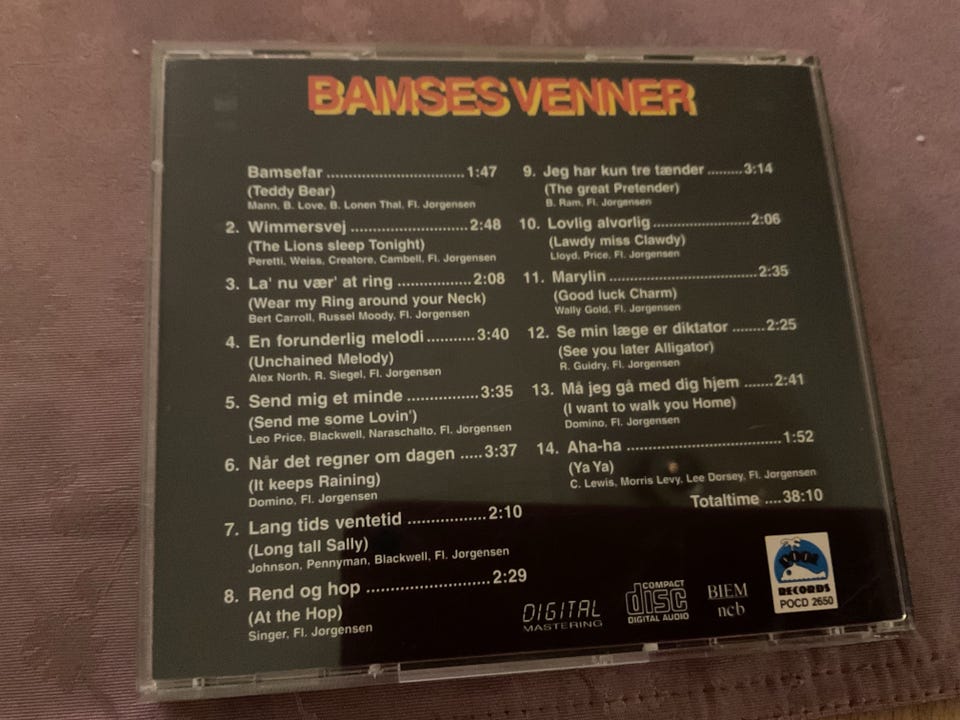 BAMSES VENNER
Bamsefar ..............................1:47
(Teddy Bear)
Mann, B. Love, B. Lonen Thal, Fl. Jørgensen
2. Wimmersvej ..........................2:48
(The Lions sleep Tonight)
Peretti, Weiss, Creatore, Cambell, Fl. Jørgensen
3. La' nu vær' at ring ................2:08
(Wear my Ring around your Neck)
Bert Carroll, Russel Moody, Fl. Jørgensen
4. En forunderlig melodi...........3:40
(Unchained Melody)
Alex North, R. Siegel, Fl. Jørgensen
5. Send mig et minde ................3:35
(Send me some Lovin')
Leo Price, Blackwell, Naraschalto, Fl. Jørgensen
6. Når det regner om dagen .....3:37
(It keeps Raining)
Domino, Fl. Jørgensen
7. Lang tids ventetid .................2:10
(Long tall Sally)
Johnson, Pennyman, Blackwell, Fl. Jørgensen
8. Rend og hop ..........................2:29
(At the Hop)
Singer, Fl. Jørgensen
9. Jeg har kun tre tænder .........3:14
(The great Pretender)
B. Ram, Fl. Jørgensen
10. Lovlig alvorlig ......................2:06
(Lawdy miss Clawdy)
Lloyd, Price, Fl. Jørgensen
11. Marylin .................................2:35
(Good luck Charm)
Wally Gold, Fl. Jørgensen
12. Se min læge er diktator ........2:25
(See you later Alligator)
R. Guidry, Fl. Jørgensen
13. Må jeg gå med dig hjem .......2:41
(I want to walk you Home)
Domino, Fl. Jørgensen
14. Aha-ha ...................................1:52
(Ya Ya)
C. Lewis, Morris Levy, Lee Dorsey, Fl. Jørgensen
Totaltime ....38:10
DIGITAL
MASTERING
COMPACT
disc
DIGITAL AUDIO
BIEM
ncb
RECORDS
POCD 2650